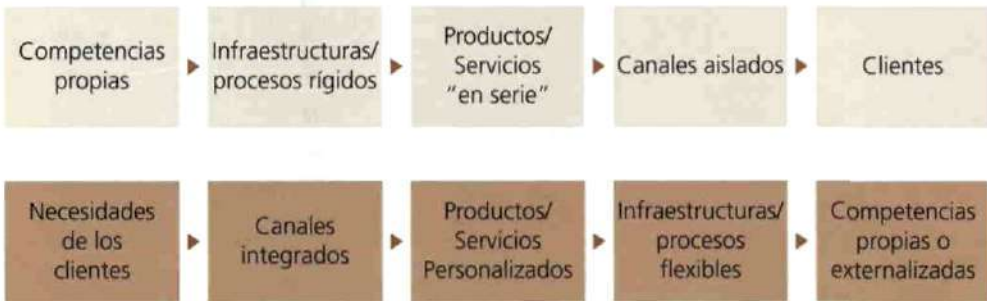 Competencias
propias
Infraestructuras/
procesos rígidos
Productos/
Servicios
"en serie"
Canales aislados
Clientes
Necesidades
de los
clientes
Canales
integrados
Productos/
Servicios
Personalizados
Infraestructuras/
procesos
flexibles
Competencias
propias o
externalizadas